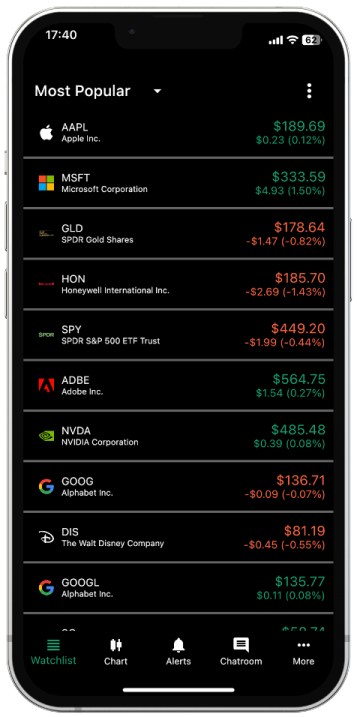 17:40
62
Most Popular
AAPL
$189.69
Apple Inc.
$0.23 (0.12%)
MSFT
$333.59
Microsoft Corporation
$4.93 (1.50%)
GLD
$178.64
SPDR Gold Shares
-$1.47 (-0.82%)
HON
$185.70
Honeywell International Inc.
-$2.69 (-1.43%)
SPDR
SPY
$449.20
SPDR S&P 500 ETF Trust
-$1.99 (-0.44%)
ADBE
$564.75
Adobe Inc.
$1.54 (0.27%)
NVDA
$485.48
NVIDIA Corporation
$0.39 (0.08%)
GOOG
$136.71
Alphabet Inc.
-$0.09 (-0.07%)
DIS
$81.19
The Walt Disney Company
-$0.45 (-0.55%)
GOOGL
$135.77
Alphabet Inc.
$0.11 (0.08%)
Watchlist
Chart
Alerts
Chatroom
More